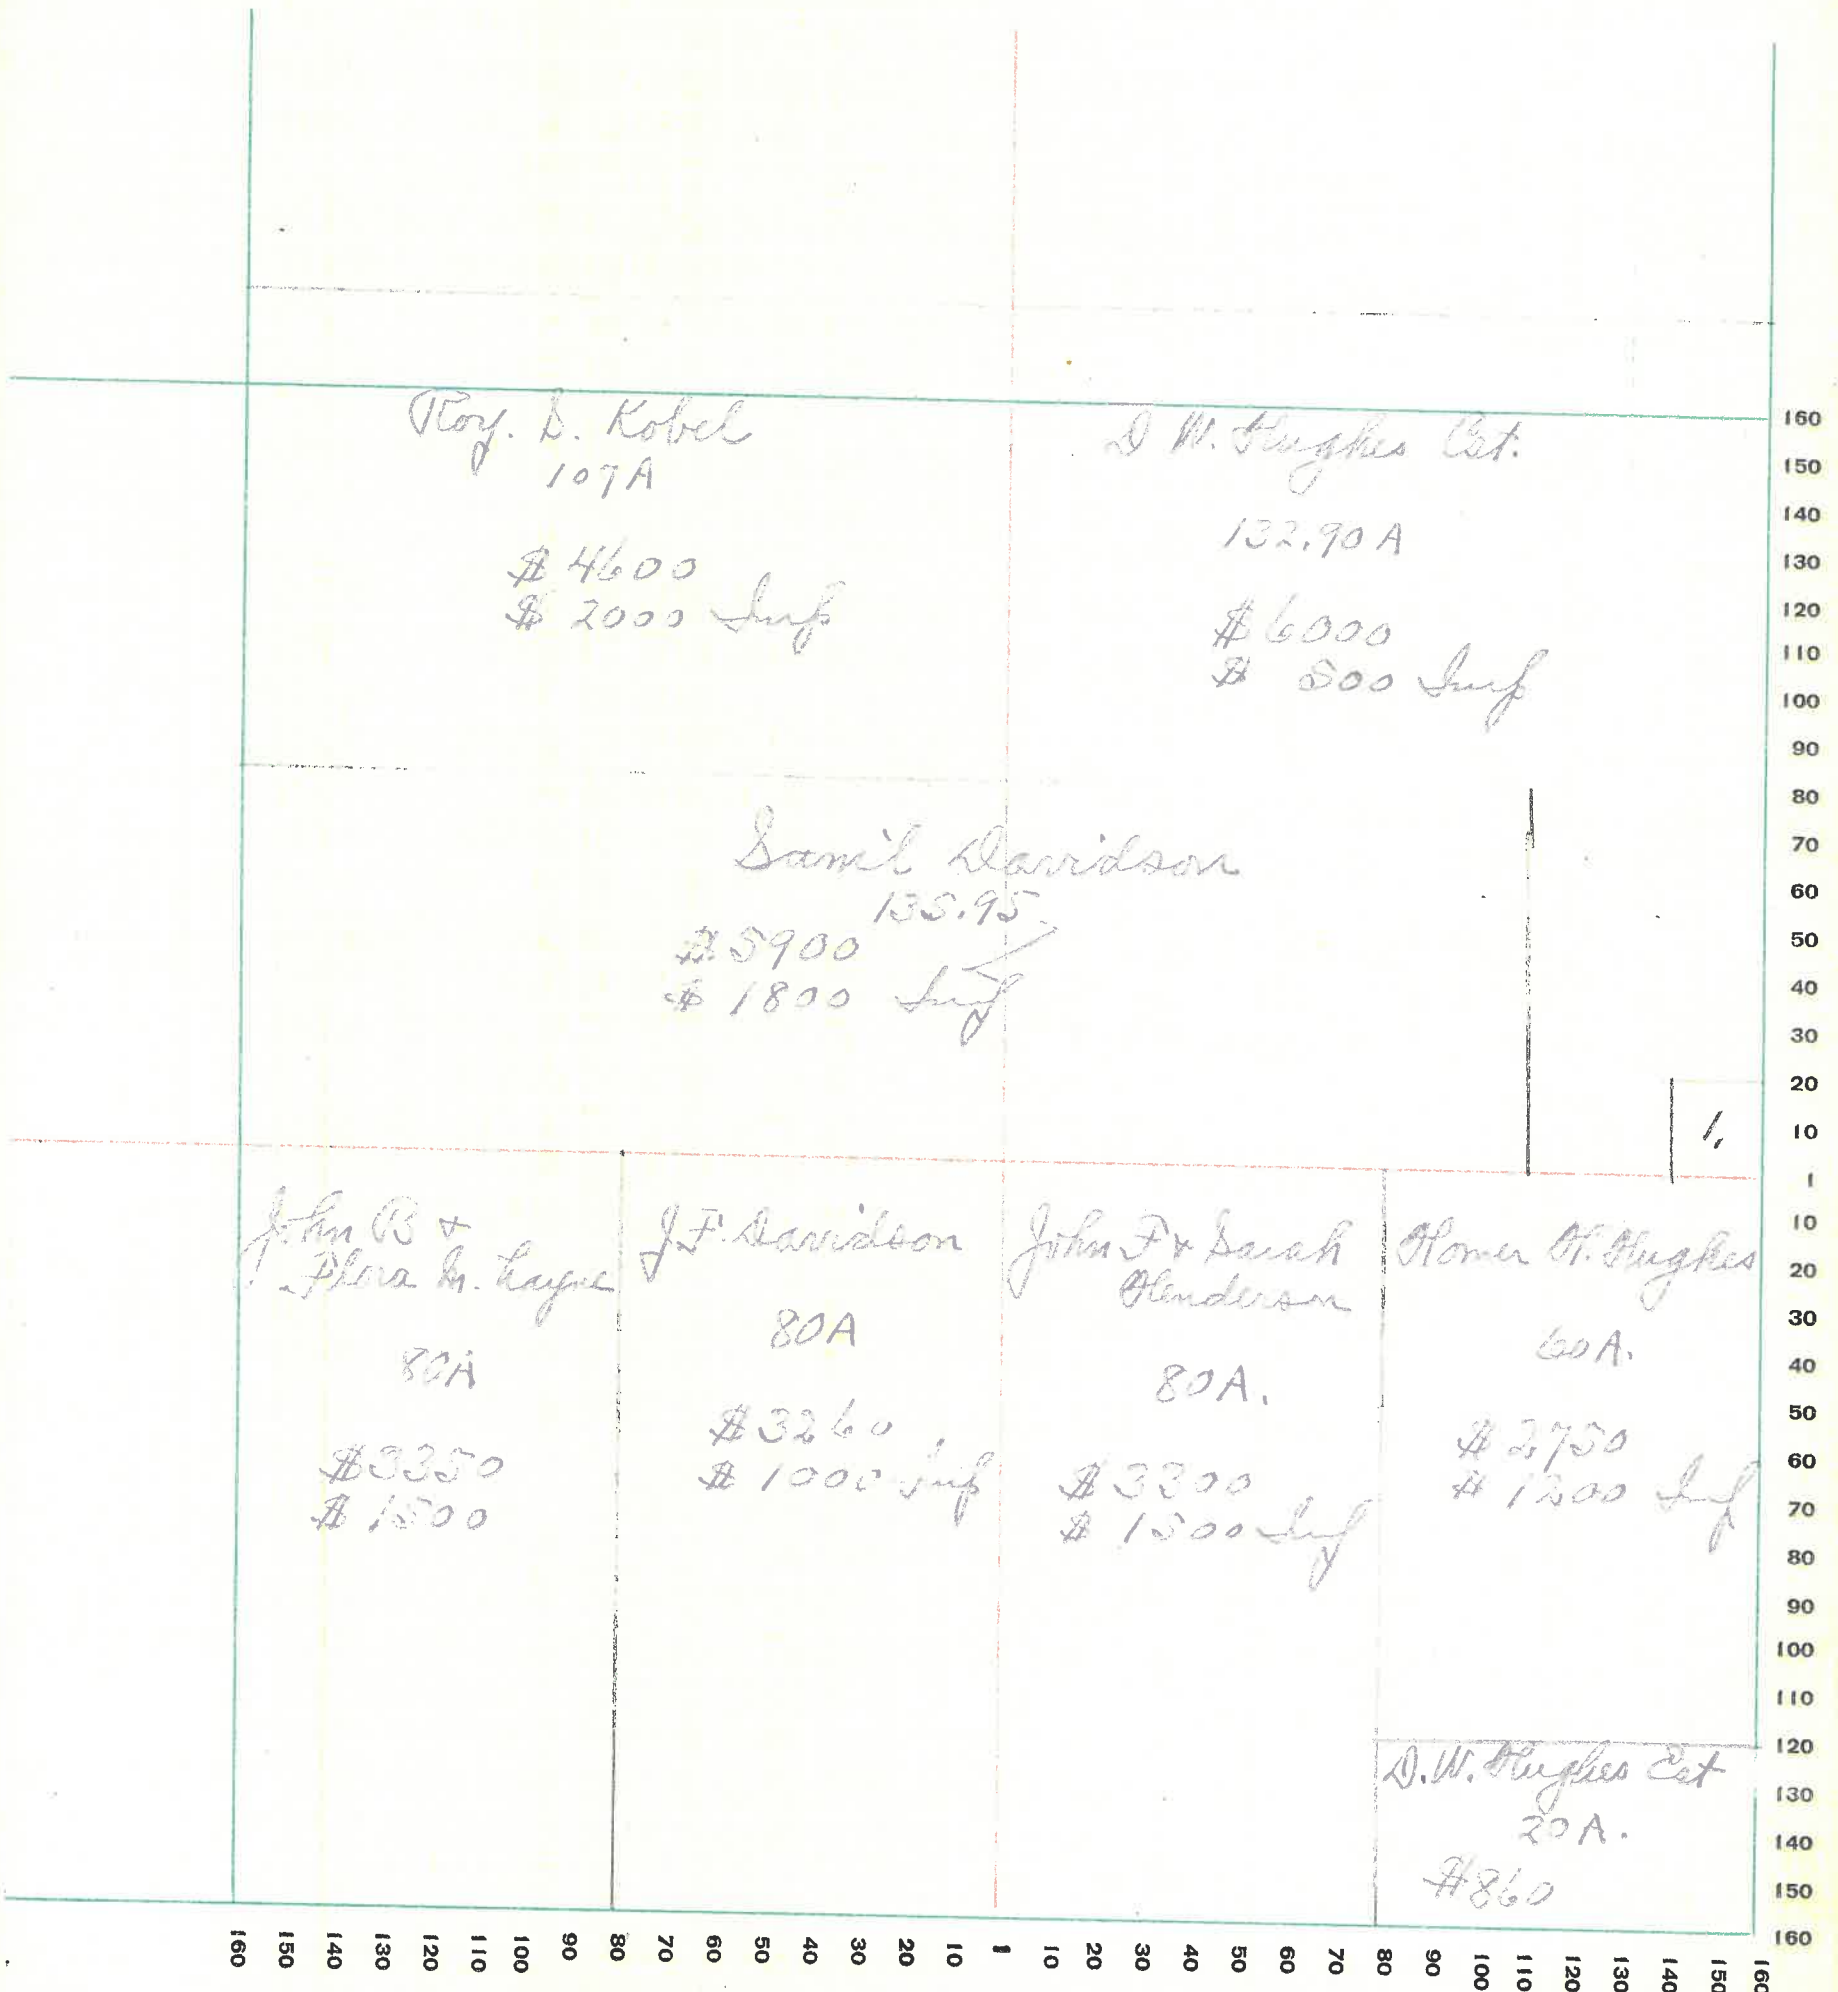 Roy. D. Kobel
107A
$ 4600
$ 2000 Imp
D W. Hughes Est.
132.90 A
$ 6000
$ 800 Imp
Sam'l Davidson
135.95
$ 5900
$ 1800 Imp
1.
John B &
Flora M. Layne
80A
$3350
$ 1500
J.F. Davidson
80A
$3260
$ 1000 Imp
John F & Sarah
Henderson
80A.
$3300
$ 1500 Imp
Homer H. Hughes
60A.
$ 2750
$ 1200 Imp
D.W. Hughes Est
20A.
$860
160
150
140
130
120
110
100
90
80
70
60
50
40
30
20
10
1
10
20
30
40
50
60
70
80
90
100
110
120
130
140
150
160
160 150 140 130 120 110 100 90 80 70 60 50 40 30 20 10 1 10 20 30 40 50 60 70 80 90 100 110 120 130 140 150 160